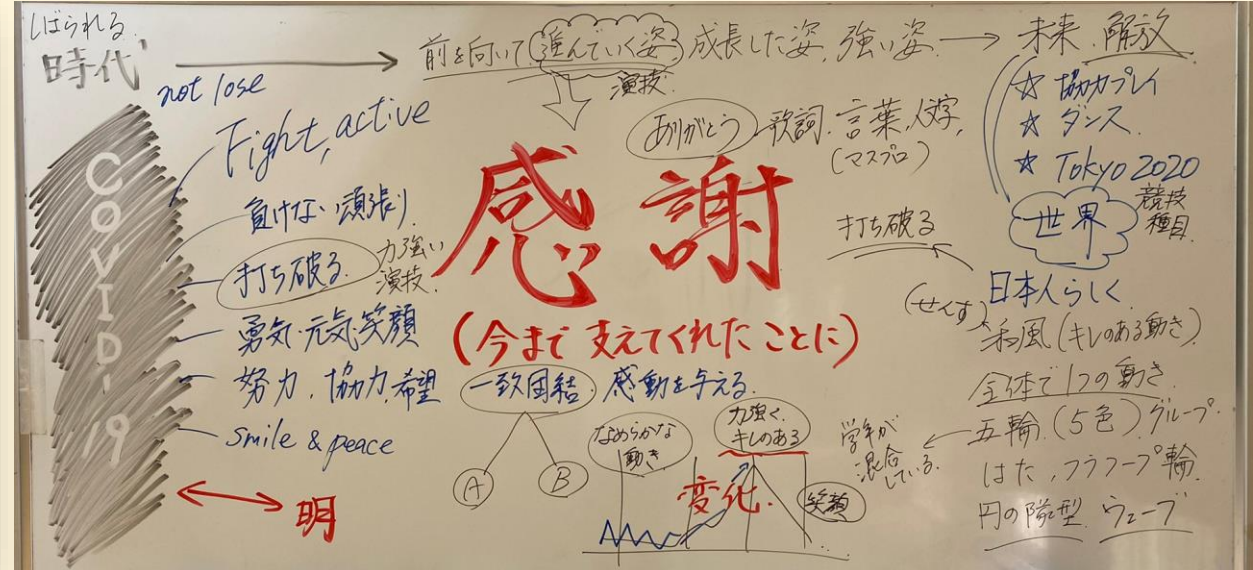 しばられる
時代
not lose
COVID-19
Fight, active
負けない頑張り
打ち破る
力強い
演技
勇気・元気・笑顔
努力、協力、希望
smile & peace
明
前を向いて進んでいく姿、成長した姿、強い姿
演技
ありがとう
歌詞、言葉、人文字、
(マスプロ)
感謝
(今まで支えてくれたことに)
一致団結
感動を与える
A
B
なめらかな
動き
力強く、
キレのある
変化
笑顔
学年が
混合
している
未来、解放
☆ 協力プレイ
☆ ダンス
☆ Tokyo 2020
競技
種目
世界
打ち破る
日本人らしく
(せんす)
和風(キレのある動き)
全体で1つの動き
五輪(5色)グループ
はた、フラフープ 輪
円の隊型 ウェーブ